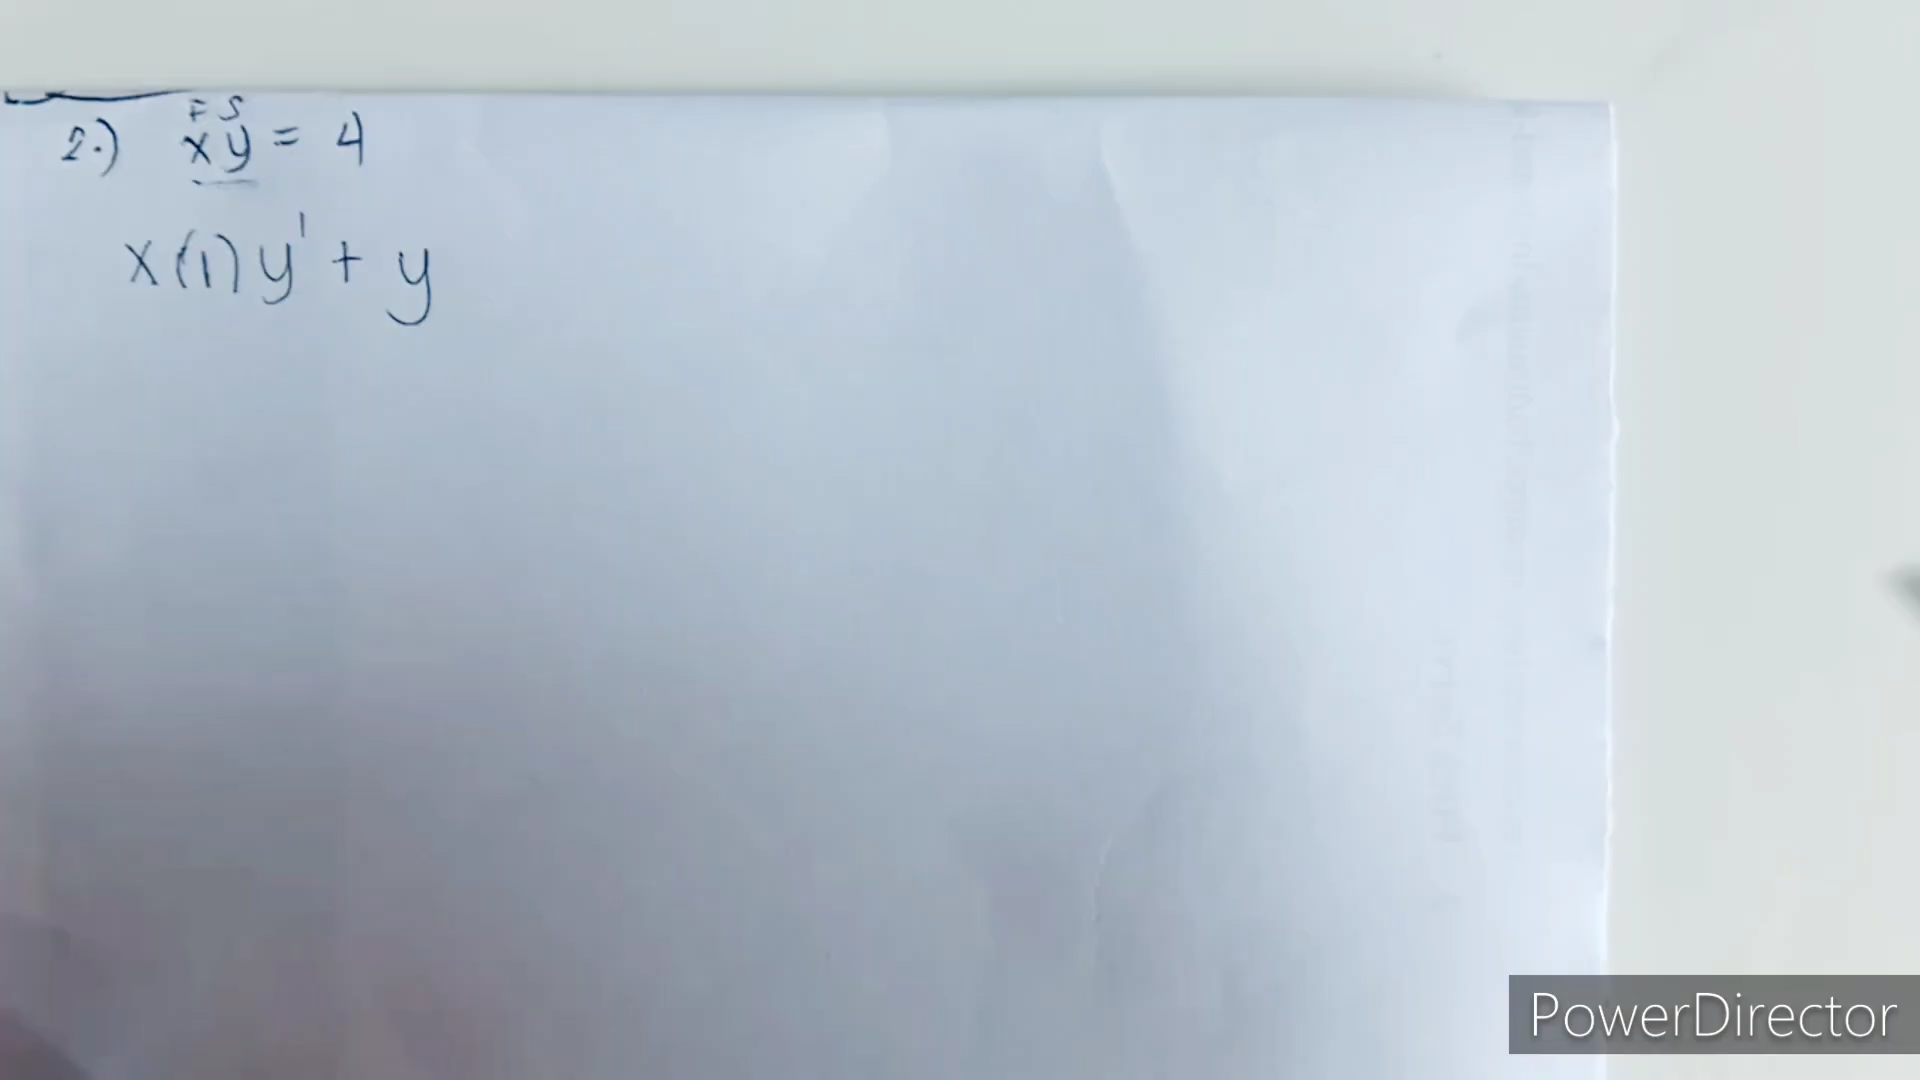 F S
2.) xy = 4
x(1)y' + y
PowerDirector